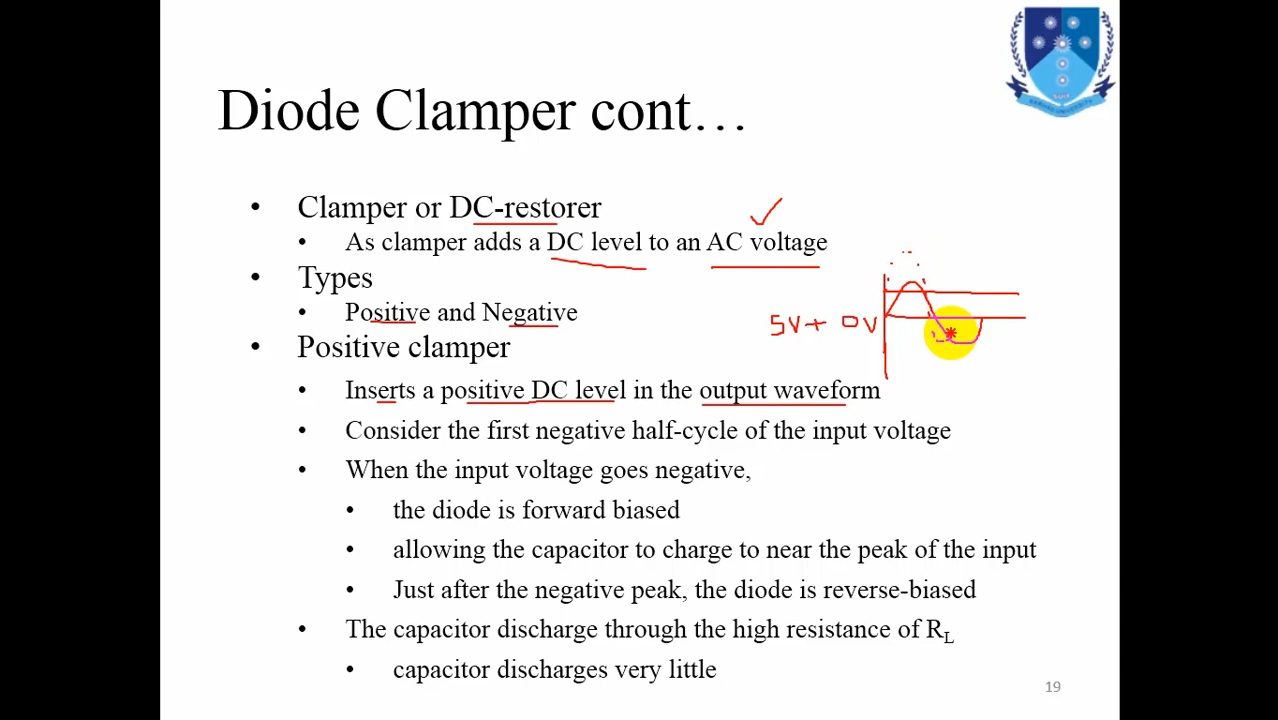 Diode Clamper cont…
• Clamper or DC-restorer
• As clamper adds a DC level to an AC voltage
• Types
• Positive and Negative
5V+ 0V
• Positive clamper
• Inserts a positive DC level in the output waveform
• Consider the first negative half-cycle of the input voltage
• When the input voltage goes negative,
• the diode is forward biased
• allowing the capacitor to charge to near the peak of the input
• Just after the negative peak, the diode is reverse-biased
• The capacitor discharge through the high resistance of RL
• capacitor discharges very little
19